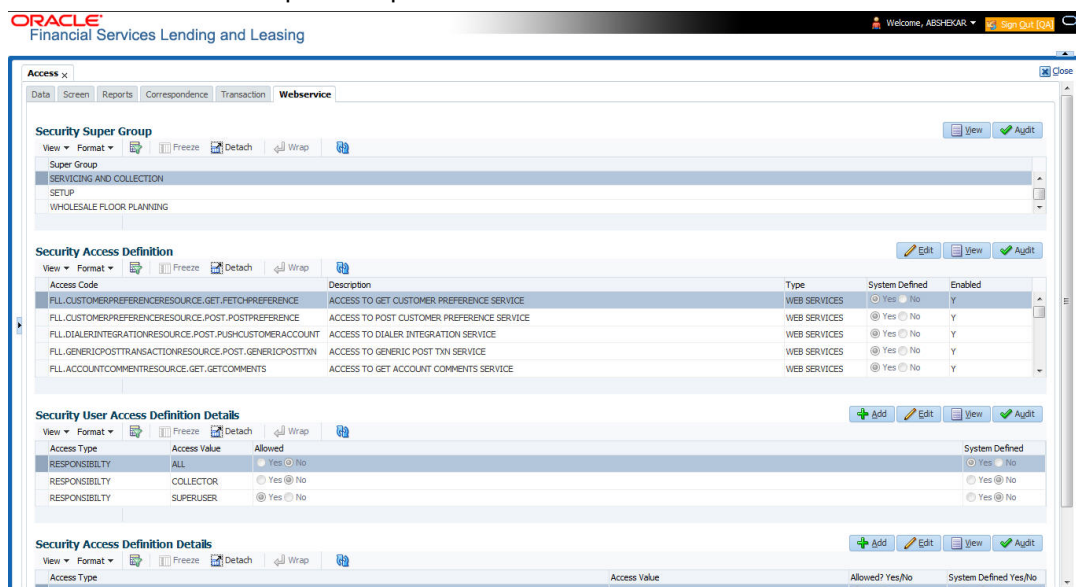 ORACLE®
Welcome, ABSHEKAR
Sign Out [QA]
Financial Services Lending and Leasing
Access x
Close
Data Screen Reports Correspondence Transaction Webservice
Security Super Group
View Audit
View Format Freeze Detach Wrap
Super Group
SERVICING AND COLLECTION
SETUP
WHOLESALE FLOOR PLANNING
Security Access Definition
Edit View Audit
View Format Freeze Detach Wrap
Access Code Description Type System Defined Enabled
FLL.CUSTOMERPREFERENCERESOURCE.GET.FETCHPREFERENCE ACCESS TO GET CUSTOMER PREFERENCE SERVICE WEB SERVICES Yes No Y
FLL.CUSTOMERPREFERENCERESOURCE.POST.POSTPREFERENCE ACCESS TO POST CUSTOMER PREFERENCE SERVICE WEB SERVICES Yes No Y
FLL.DIALERINTEGRATIONRESOURCE.POST.PUSHCUSTOMERACCOUNT ACCESS TO DIALER INTEGRATION SERVICE WEB SERVICES Yes No Y
FLL.GENERICPOSTTRANSACTIONRESOURCE.POST.GENERICPOSTTXN ACCESS TO GENERIC POST TXN SERVICE WEB SERVICES Yes No Y
FLL.ACCOUNTCOMMENTRESOURCE.GET.GETCOMMENTS ACCESS TO GET ACCOUNT COMMENTS SERVICE WEB SERVICES Yes No Y
Security User Access Definition Details
Add Edit View Audit
View Format Freeze Detach Wrap
Access Type Access Value Allowed System Defined
RESPONSIBILTY ALL Yes No Yes No
RESPONSIBILTY COLLECTOR Yes No Yes No
RESPONSIBILTY SUPERUSER Yes No Yes No
Security Access Definition Details
Add Edit View Audit
View Format Freeze Detach Wrap
Access Type Access Value Allowed? Yes/No System Defined Yes/No